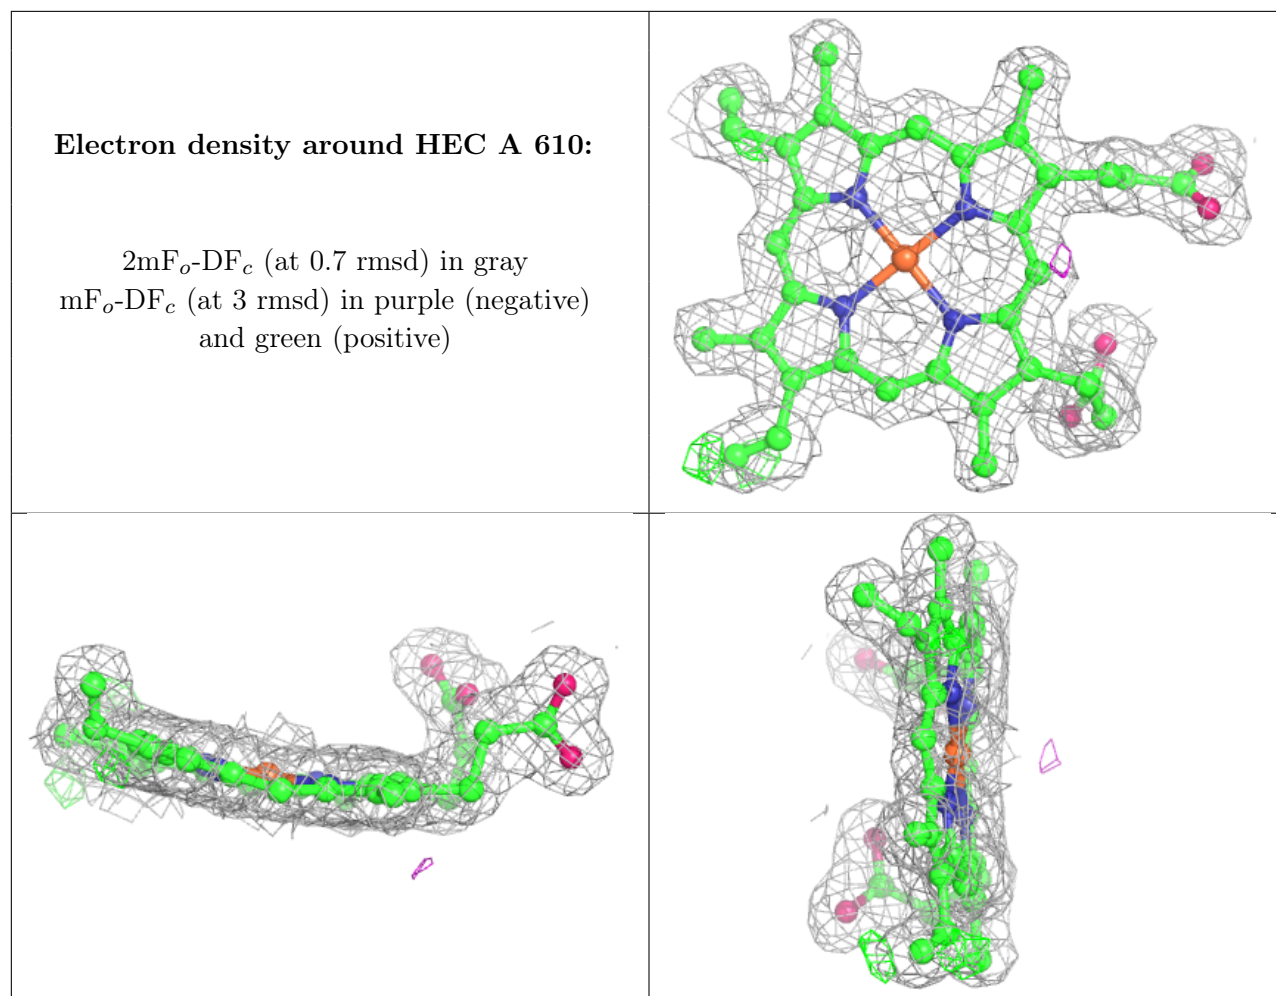 Electron density around HEC A 610:
2mFo-DFc (at 0.7 rmsd) in gray
mFo-DFc (at 3 rmsd) in purple (negative)
and green (positive)